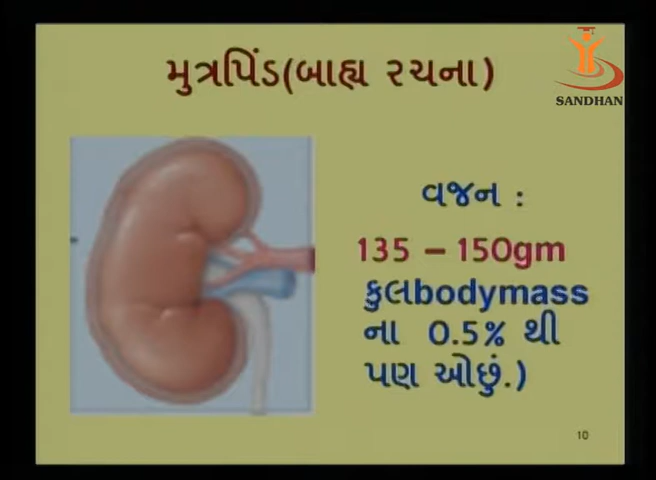 મુત્રપિંડ(બાહ્ય રચના)
SANDHAN
વજન :
135 – 150gm
કુલbodymass
ના 0.5% થી
પણ ઓછું.)
10